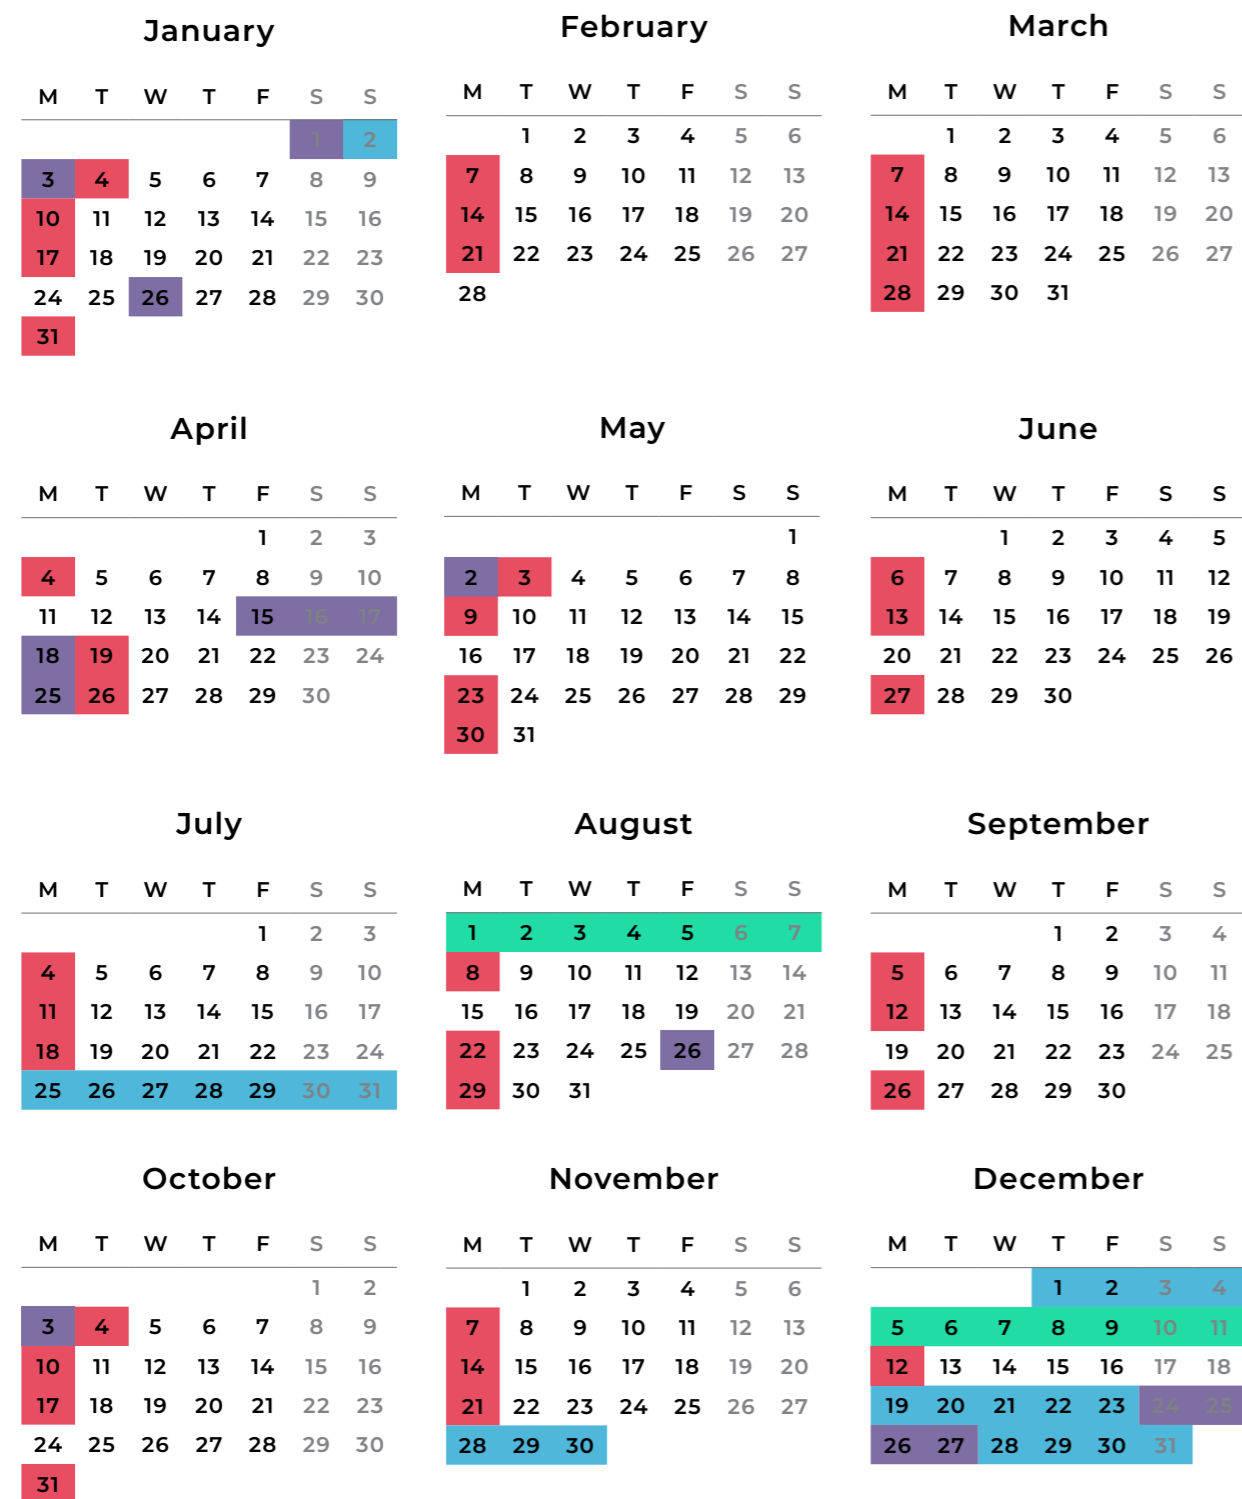 January
M T W T F S S
1 2
3 4 5 6 7 8 9
10 11 12 13 14 15 16
17 18 19 20 21 22 23
24 25 26 27 28 29 30
31
February
M T W T F S S
1 2 3 4 5 6
7 8 9 10 11 12 13
14 15 16 17 18 19 20
21 22 23 24 25 26 27
28
March
M T W T F S S
1 2 3 4 5 6
7 8 9 10 11 12 13
14 15 16 17 18 19 20
21 22 23 24 25 26 27
28 29 30 31
April
M T W T F S S
1 2 3
4 5 6 7 8 9 10
11 12 13 14 15 16 17
18 19 20 21 22 23 24
25 26 27 28 29 30
May
M T W T F S S
1
2 3 4 5 6 7 8
9 10 11 12 13 14 15
16 17 18 19 20 21 22
23 24 25 26 27 28 29
30 31
June
M T W T F S S
1 2 3 4 5
6 7 8 9 10 11 12
13 14 15 16 17 18 19
20 21 22 23 24 25 26
27 28 29 30
July
M T W T F S S
1 2 3
4 5 6 7 8 9 10
11 12 13 14 15 16 17
18 19 20 21 22 23 24
25 26 27 28 29 30 31
August
M T W T F S S
1 2 3 4 5 6 7
8 9 10 11 12 13 14
15 16 17 18 19 20 21
22 23 24 25 26 27 28
29 30 31
September
M T W T F S S
1 2 3 4
5 6 7 8 9 10 11
12 13 14 15 16 17 18
19 20 21 22 23 24 25
26 27 28 29 30
October
M T W T F S S
1 2
3 4 5 6 7 8 9
10 11 12 13 14 15 16
17 18 19 20 21 22 23
24 25 26 27 28 29 30
31
November
M T W T F S S
1 2 3 4 5 6
7 8 9 10 11 12 13
14 15 16 17 18 19 20
21 22 23 24 25 26 27
28 29 30
December
M T W T F S S
1 2 3 4
5 6 7 8 9 10 11
12 13 14 15 16 17 18
19 20 21 22 23 24 25
26 27 28 29 30 31